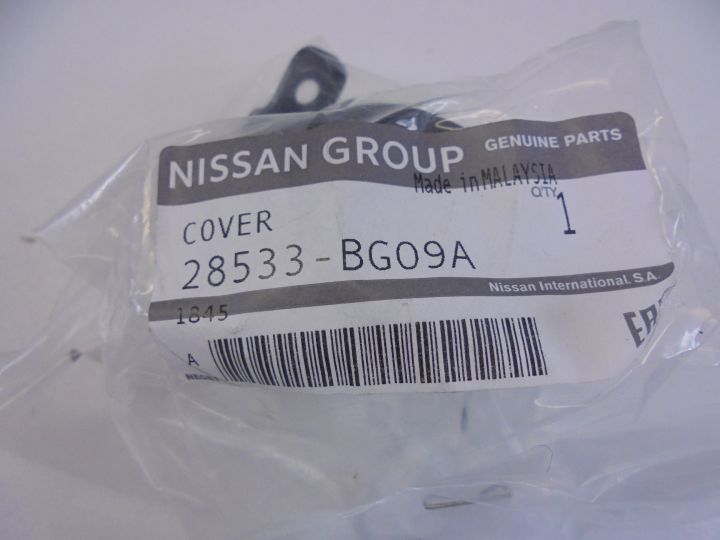 NISSAN GROUP GENUINE PARTS
Made in MALAYSIA
QTY
COVER 1
28533-BG09A
Nissan International. S.A.
1845
A